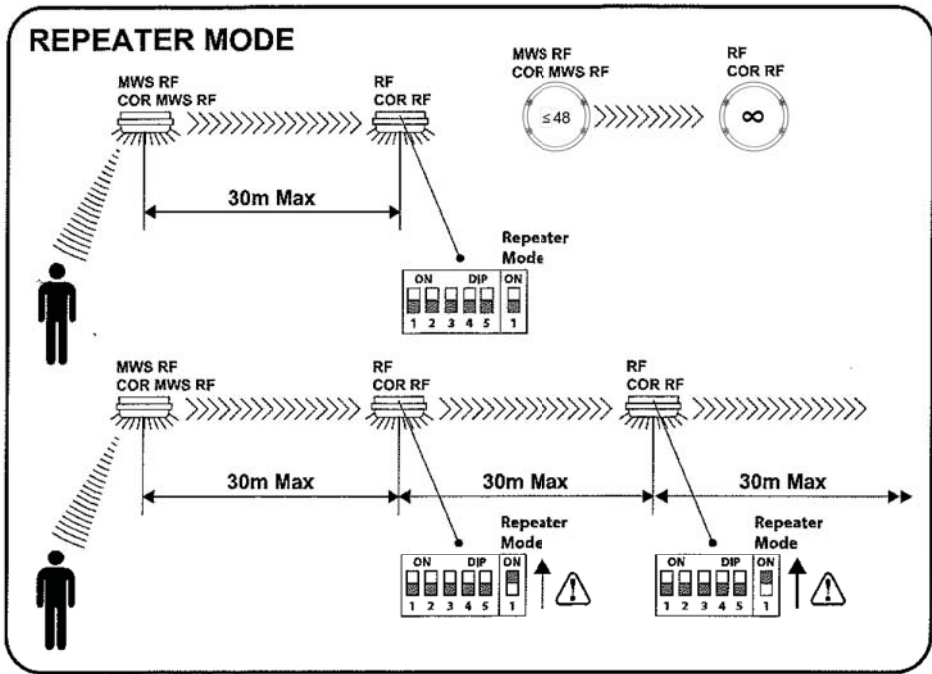 REPEATER MODE
MWS RF
COR MWS RF
RF
COR RF
MWS RF
COR MWS RF
RF
COR RF
≤ 48
∞
30m Max
Repeater
Mode
ON DIP ON
1 2 3 4 5 1
MWS RF
COR MWS RF
RF
COR RF
RF
COR RF
30m Max
30m Max
30m Max
Repeater
Mode
ON DIP ON
1 2 3 4 5 1
!
Repeater
Mode
ON DIP ON
1 2 3 4 5 1
!